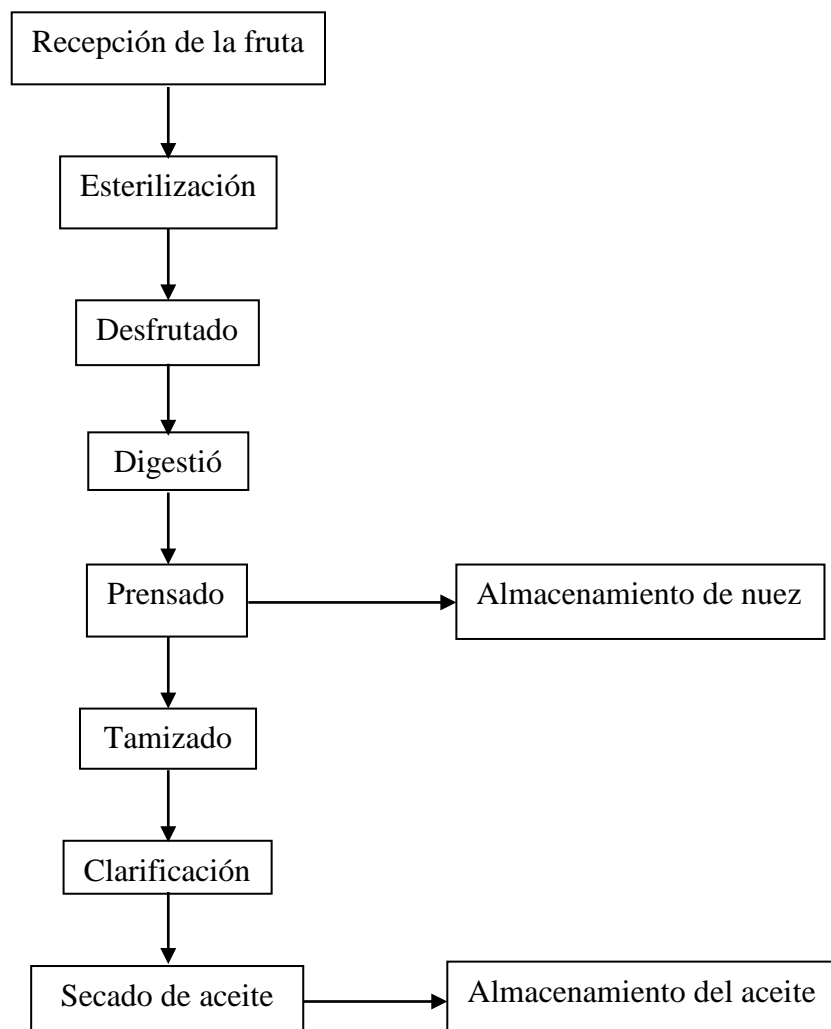 Recepción de la fruta
Esterilización
Desfrutado
Digestió
Prensado
Almacenamiento de nuez
Tamizado
Clarificación
Secado de aceite
Almacenamiento del aceite